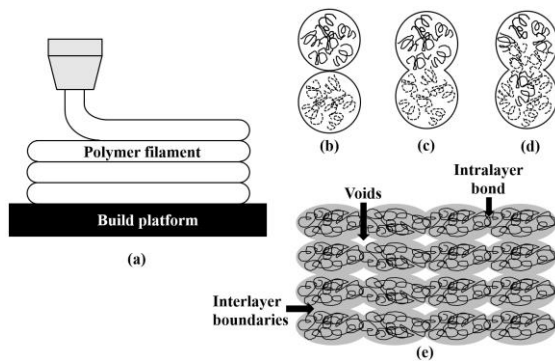 Polymer filament
Build platform
(a)
(b)
(c)
(d)
Intralayer
bond
Voids
Interlayer
boundaries
(e)